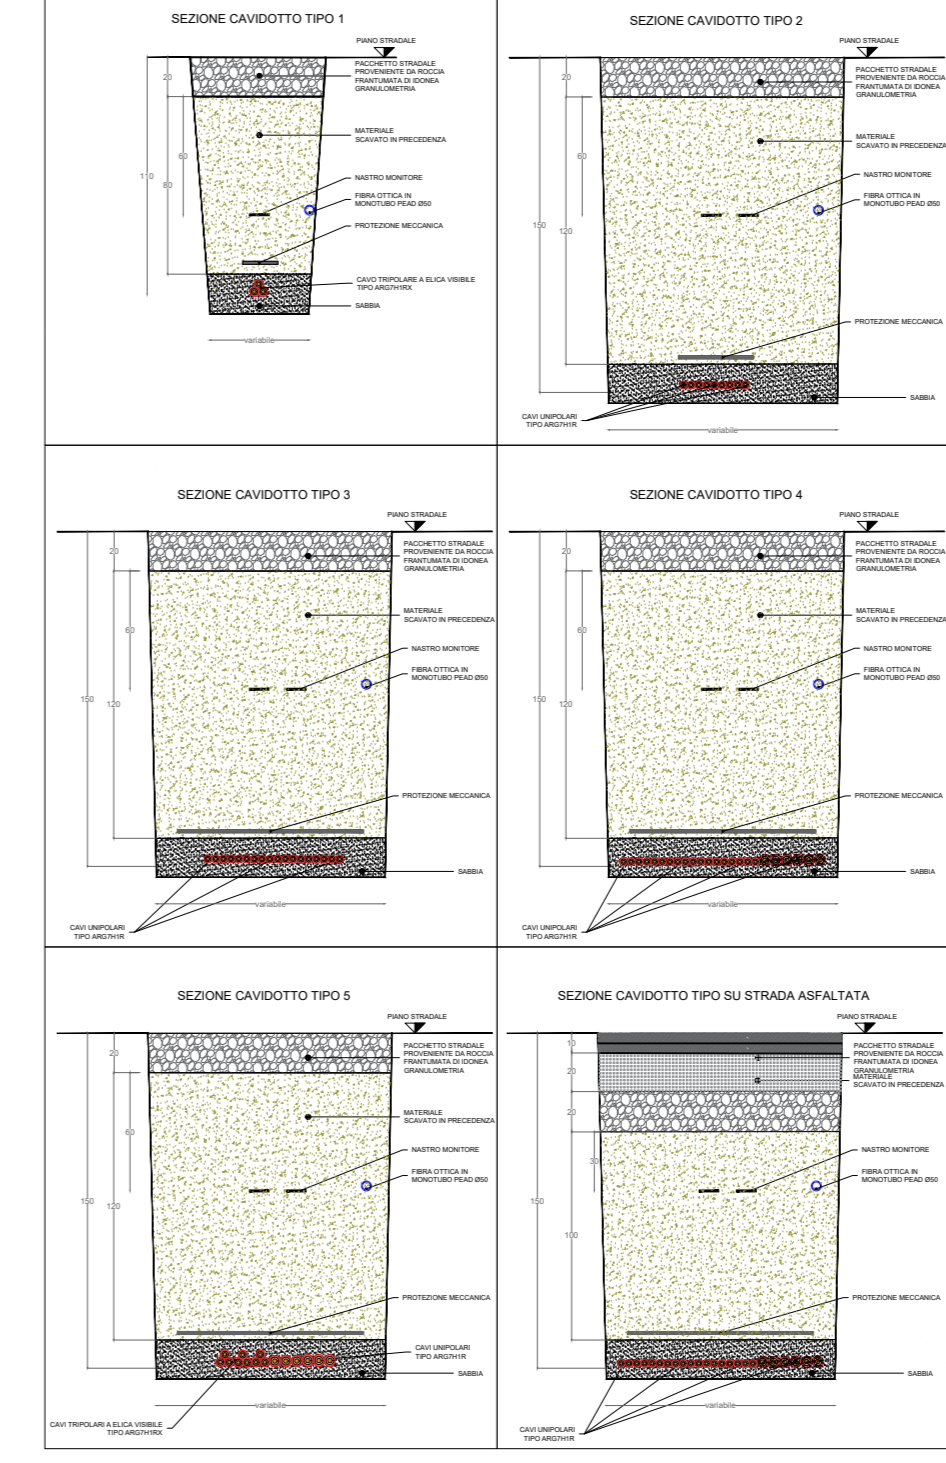 SEZIONE CAVIDOTTO TIPO 1
PIANO STRADALE
PACCHETTO STRADALE
PROVENIENTE DA ROCCIA
FRANTUMATA DI IDONEA
GRANULOMETRIA
MATERIALE
SCAVATO IN PRECEDENZA
NASTRO MONITORE
FIBRA OTTICA IN
MONOTUBO PEAD Ø50
PROTEZIONE MECCANICA
CAVO TRIPOLARE A ELICA VISIBILE
TIPO ARG7H1RX
SABBIA
20
60
110
80
variabile
SEZIONE CAVIDOTTO TIPO 2
PIANO STRADALE
PACCHETTO STRADALE
PROVENIENTE DA ROCCIA
FRANTUMATA DI IDONEA
GRANULOMETRIA
MATERIALE
SCAVATO IN PRECEDENZA
NASTRO MONITORE
FIBRA OTTICA IN
MONOTUBO PEAD Ø50
PROTEZIONE MECCANICA
SABBIA
CAVI UNIPOLARI
TIPO ARG7H1R
20
60
150
120
variabile
SEZIONE CAVIDOTTO TIPO 3
PIANO STRADALE
PACCHETTO STRADALE
PROVENIENTE DA ROCCIA
FRANTUMATA DI IDONEA
GRANULOMETRIA
MATERIALE
SCAVATO IN PRECEDENZA
NASTRO MONITORE
FIBRA OTTICA IN
MONOTUBO PEAD Ø50
PROTEZIONE MECCANICA
SABBIA
CAVI UNIPOLARI
TIPO ARG7H1R
20
60
150
120
variabile
SEZIONE CAVIDOTTO TIPO 4
PIANO STRADALE
PACCHETTO STRADALE
PROVENIENTE DA ROCCIA
FRANTUMATA DI IDONEA
GRANULOMETRIA
MATERIALE
SCAVATO IN PRECEDENZA
NASTRO MONITORE
FIBRA OTTICA IN
MONOTUBO PEAD Ø50
PROTEZIONE MECCANICA
SABBIA
CAVI UNIPOLARI
TIPO ARG7H1R
20
60
150
120
variabile
SEZIONE CAVIDOTTO TIPO 5
PIANO STRADALE
PACCHETTO STRADALE
PROVENIENTE DA ROCCIA
FRANTUMATA DI IDONEA
GRANULOMETRIA
MATERIALE
SCAVATO IN PRECEDENZA
NASTRO MONITORE
FIBRA OTTICA IN
MONOTUBO PEAD Ø50
PROTEZIONE MECCANICA
CAVI UNIPOLARI
TIPO ARG7H1R
SABBIA
CAVI TRIPOLARI A ELICA VISIBILE
TIPO ARG7H1RX
20
60
150
120
variabile
SEZIONE CAVIDOTTO TIPO SU STRADA ASFALTATA
PIANO STRADALE
PACCHETTO STRADALE
PROVENIENTE DA ROCCIA
FRANTUMATA DI IDONEA
GRANULOMETRIA
MATERIALE
SCAVATO IN PRECEDENZA
NASTRO MONITORE
FIBRA OTTICA IN
MONOTUBO PEAD Ø50
PROTEZIONE MECCANICA
SABBIA
CAVI UNIPOLARI
TIPO ARG7H1R
10
20
20
30
150
100
variabile